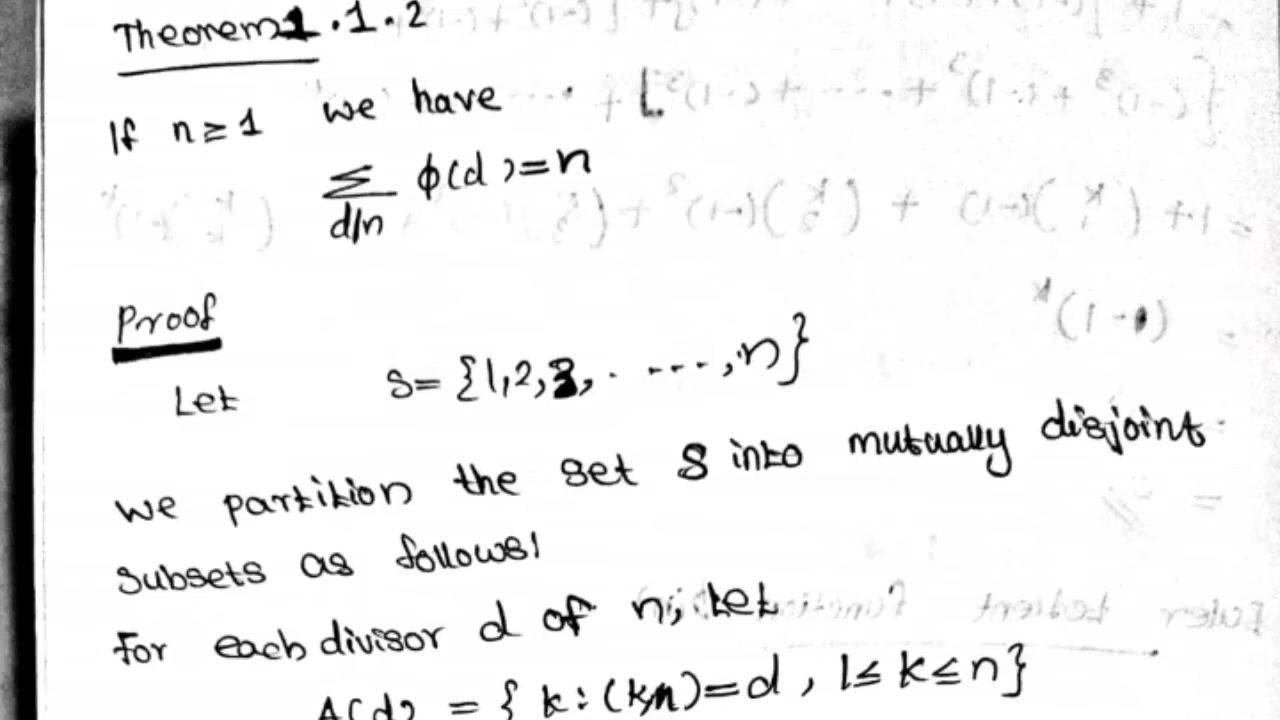 Theorem 1.1.2
If n ≥ 1 we have
∑ φ(d) = n
d/n
Proof
Let S = {1, 2, 3, . ...., n}
we partition the set S into mutually disjoint
subsets as follows!
For each divisor d of n, Let
A(d) = { k : (k,n) = d , 1 ≤ k ≤ n}